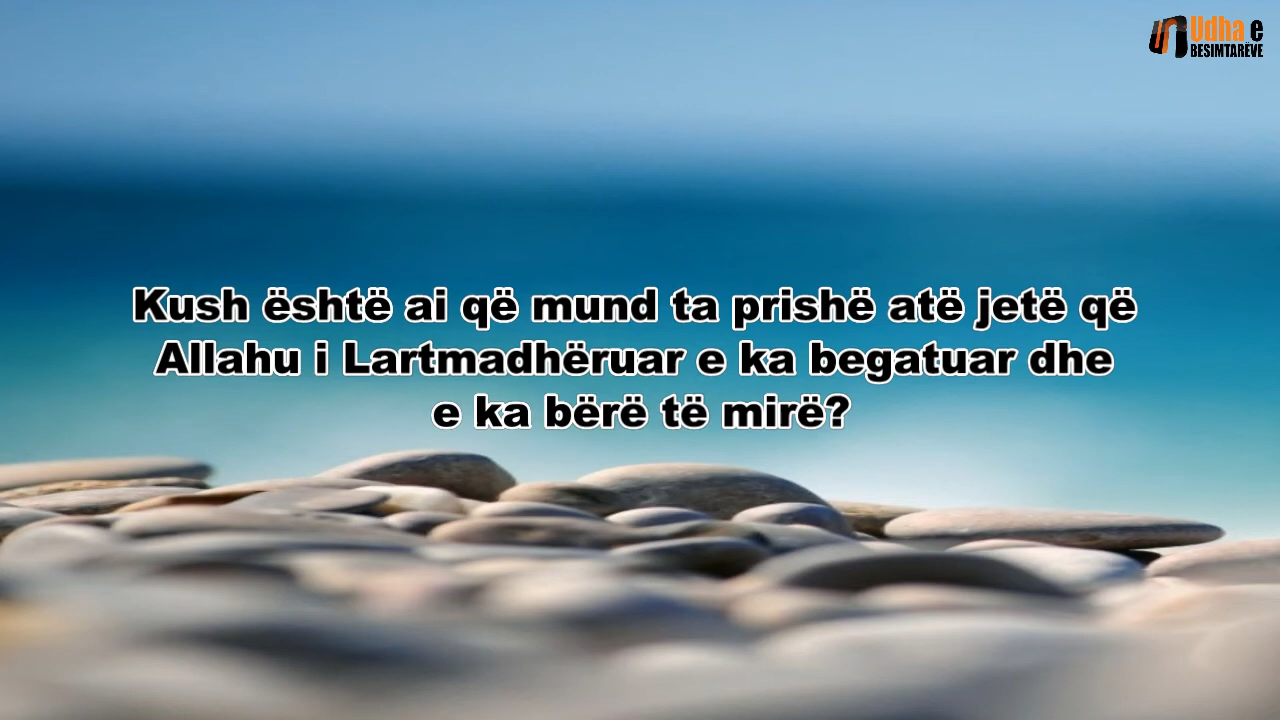 Udha e
BESIMTARËVE
Kush është ai që mund ta prishë atë jetë që
Allahu i Lartmadhëruar e ka begatuar dhe
e ka bërë të mirë?